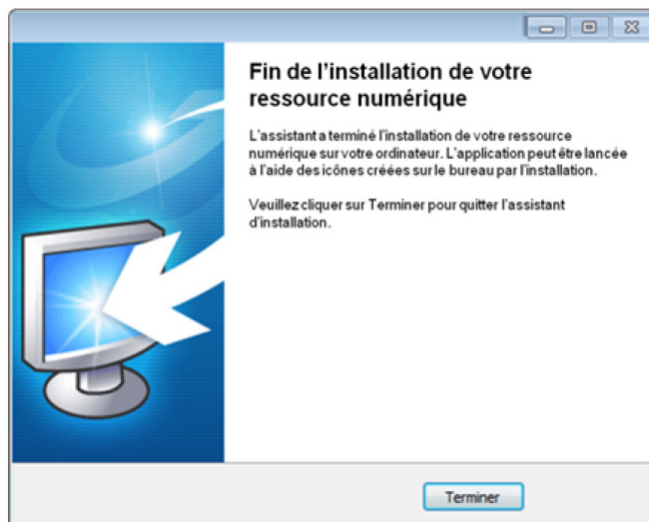 Fin de l'installation de votre
ressource numérique
L'assistant a terminé l'installation de votre ressource
numérique sur votre ordinateur. L'application peut être lancée
à l'aide des icônes créées sur le bureau par l'installation.
Veuillez cliquer sur Terminer pour quitter l'assistant
d'installation.
Terminer